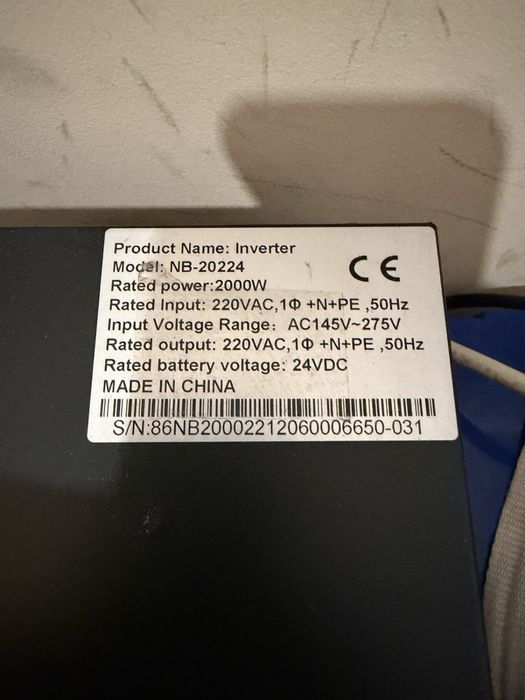 Product Name: Inverter
Model: NB-20224
CE
Rated power:2000W
Rated Input: 220VAC,1Φ +N+PE ,50Hz
Input Voltage Range: AC145V~275V
Rated output: 220VAC,1Φ +N+PE ,50Hz
Rated battery voltage: 24VDC
MADE IN CHINA
S/N:86NB20002212060006650-031